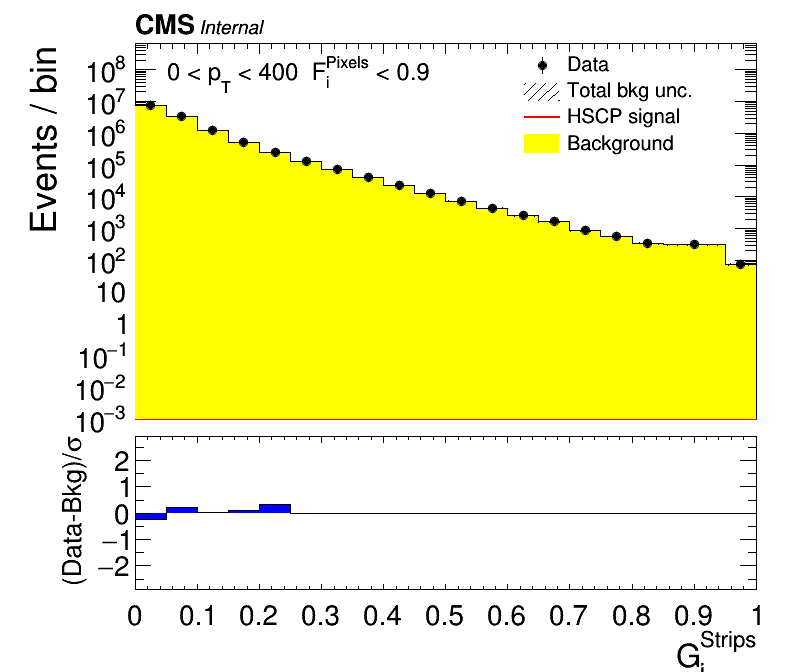 CMS Internal
0 < p_T < 400 F_i^Pixels < 0.9
Data
Total bkg unc.
HSCP signal
Background
Events / bin
10^8
10^7
10^6
10^5
10^4
10^3
10^2
10
1
10^−1
10^−2
10^−3
(Data-Bkg)/σ
2
1
0
−1
−2
0 0.1 0.2 0.3 0.4 0.5 0.6 0.7 0.8 0.9 1
G_i^Strips